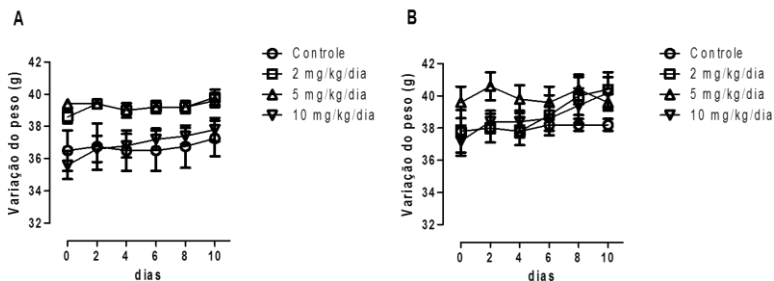 A
Variação do peso (g)
42
40
38
36
34
32
0 2 4 6 8 10
dias
Controle
2 mg/kg/dia
5 mg/kg/dia
10 mg/kg/dia
B
Variação do peso (g)
42
40
38
36
34
32
0 2 4 6 8 10
dias
Controle
2 mg/kg/dia
5 mg/kg/dia
10 mg/kg/dia